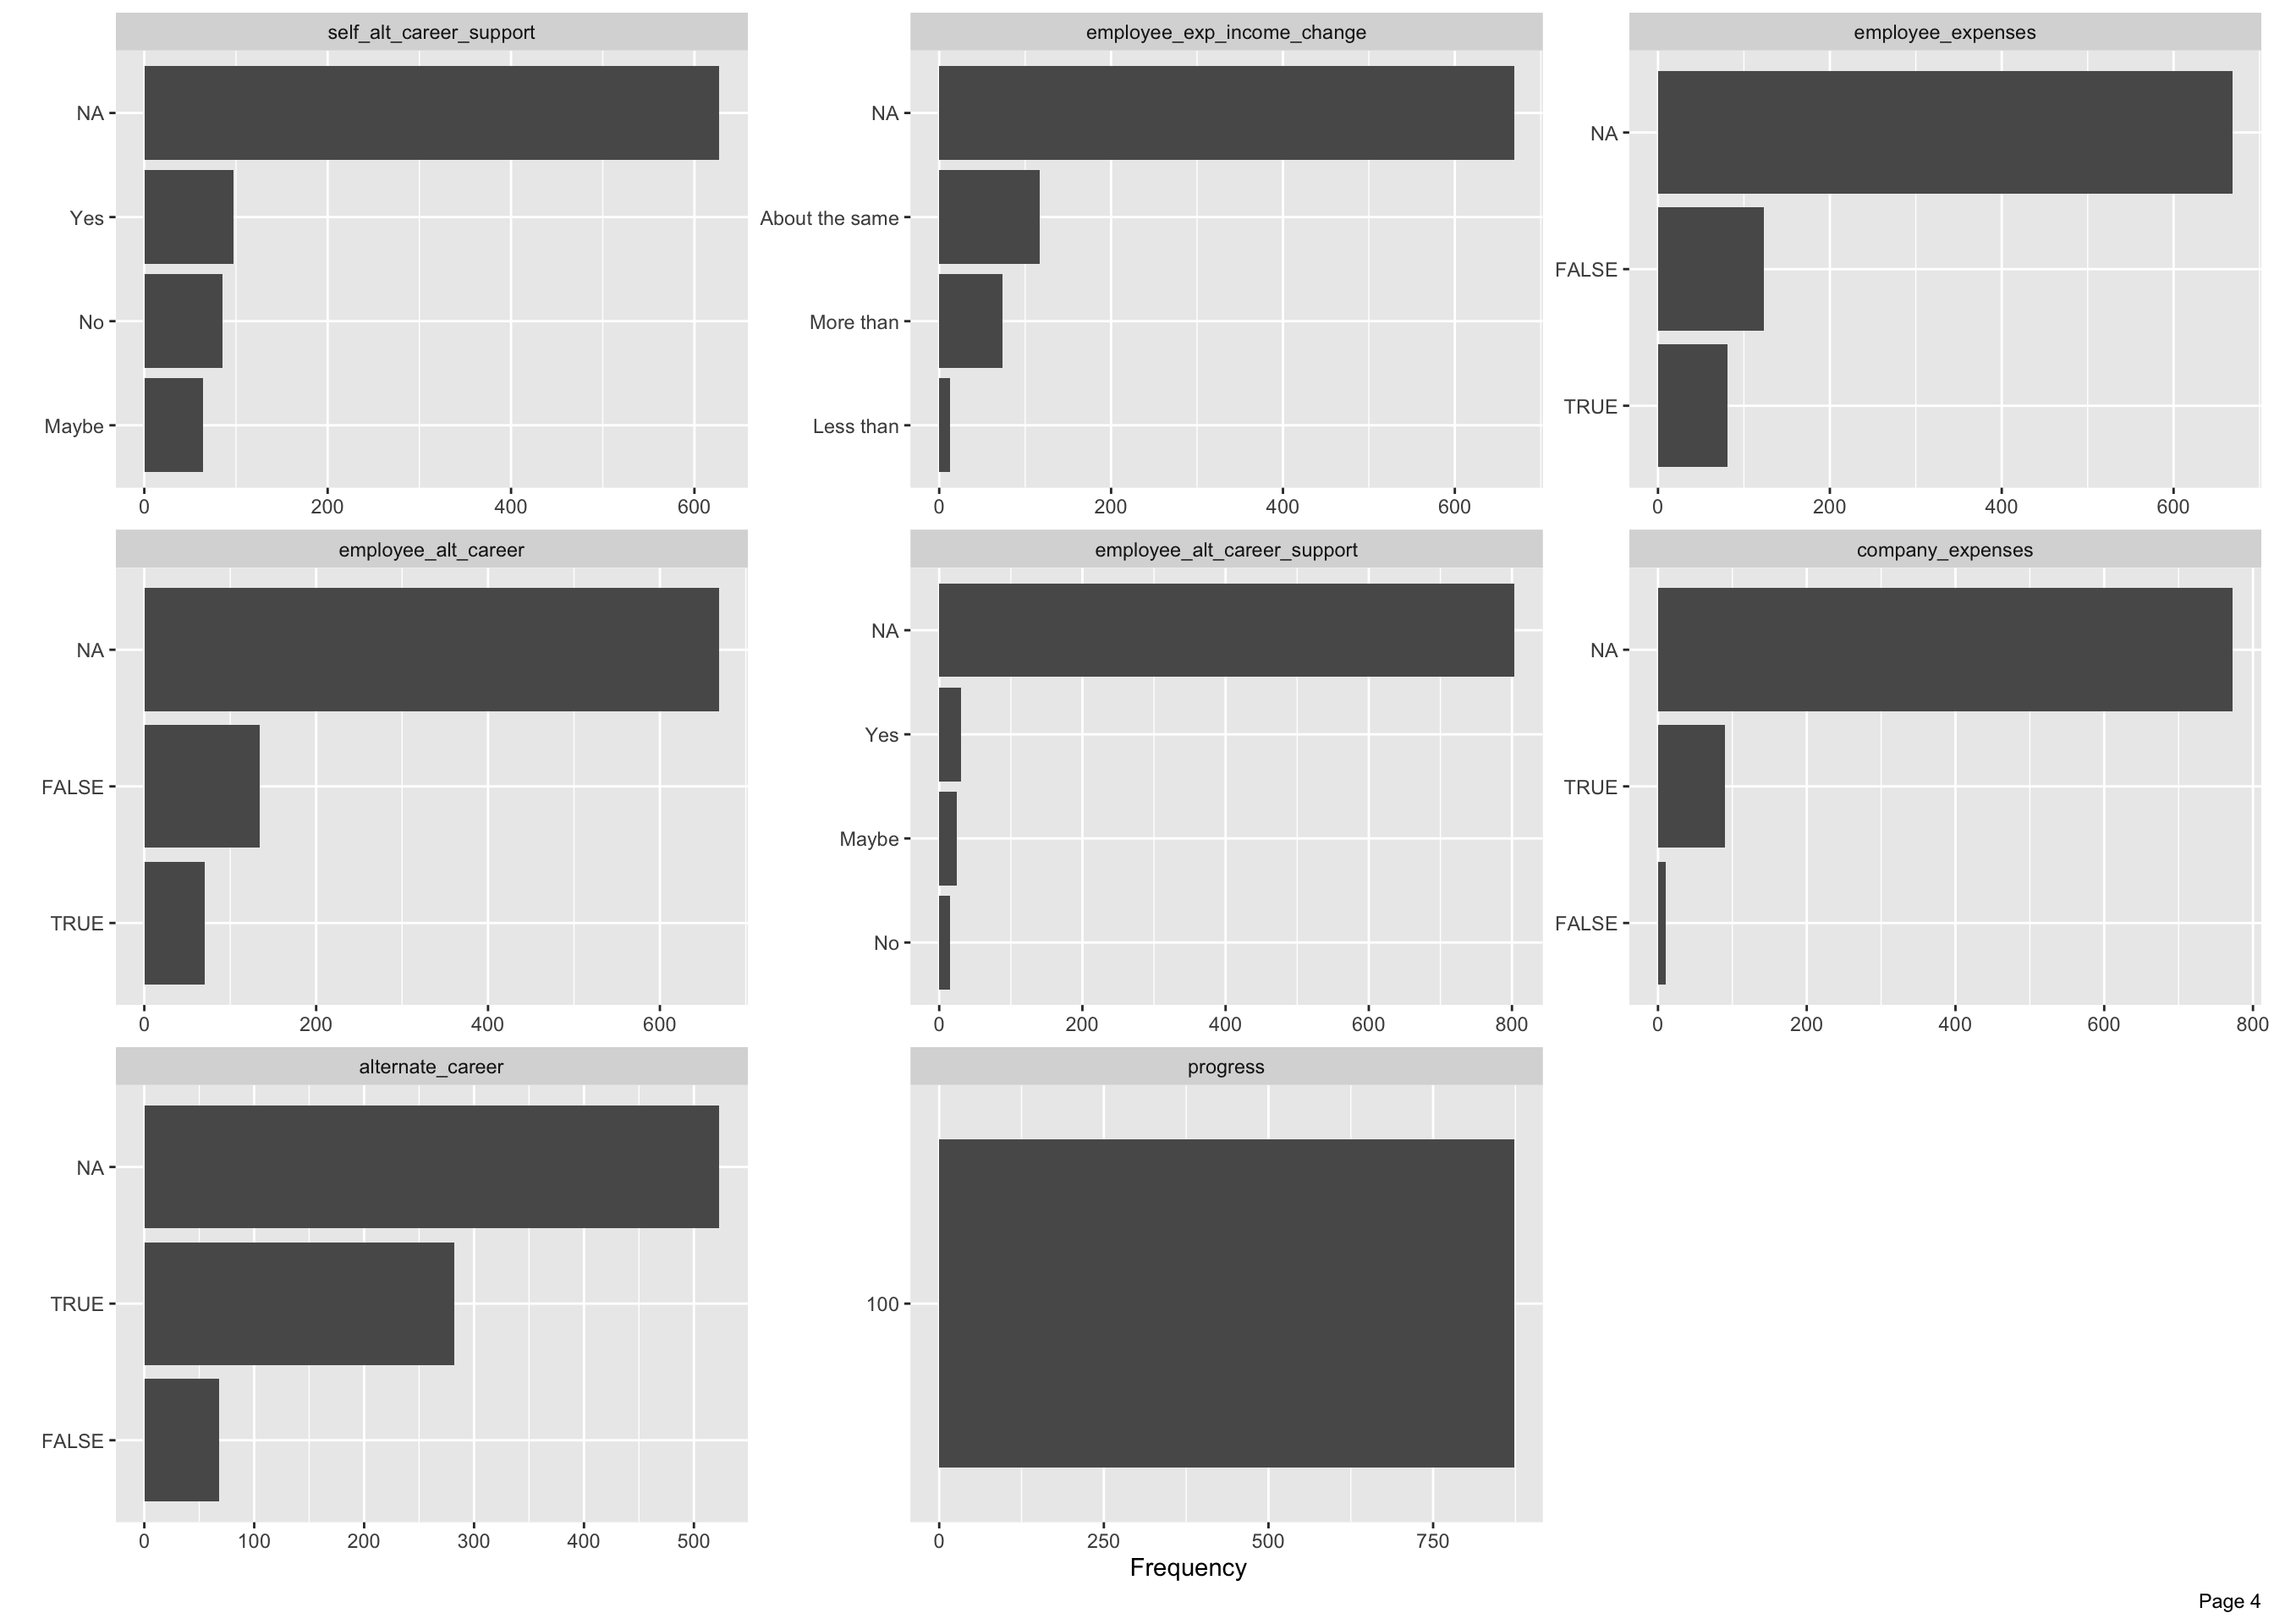 self_alt_career_support
NA
Yes
No
Maybe
0 200 400 600
employee_exp_income_change
NA
About the same
More than
Less than
0 200 400 600
employee_expenses
NA
FALSE
TRUE
0 200 400 600
employee_alt_career
NA
FALSE
TRUE
0 200 400 600
employee_alt_career_support
NA
Yes
Maybe
No
0 200 400 600 800
company_expenses
NA
TRUE
FALSE
0 200 400 600 800
alternate_career
NA
TRUE
FALSE
0 100 200 300 400 500
progress
100
0 250 500 750
Frequency
Page 4